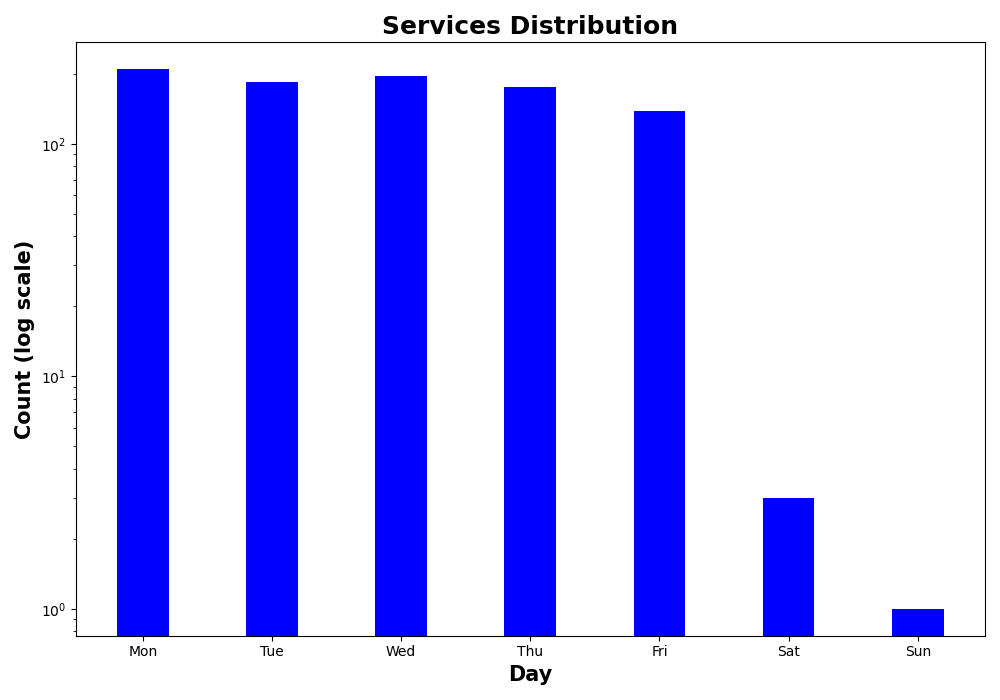 Services Distribution
Count (log scale)
10²
10¹
10⁰
Mon Tue Wed Thu Fri Sat Sun
Day